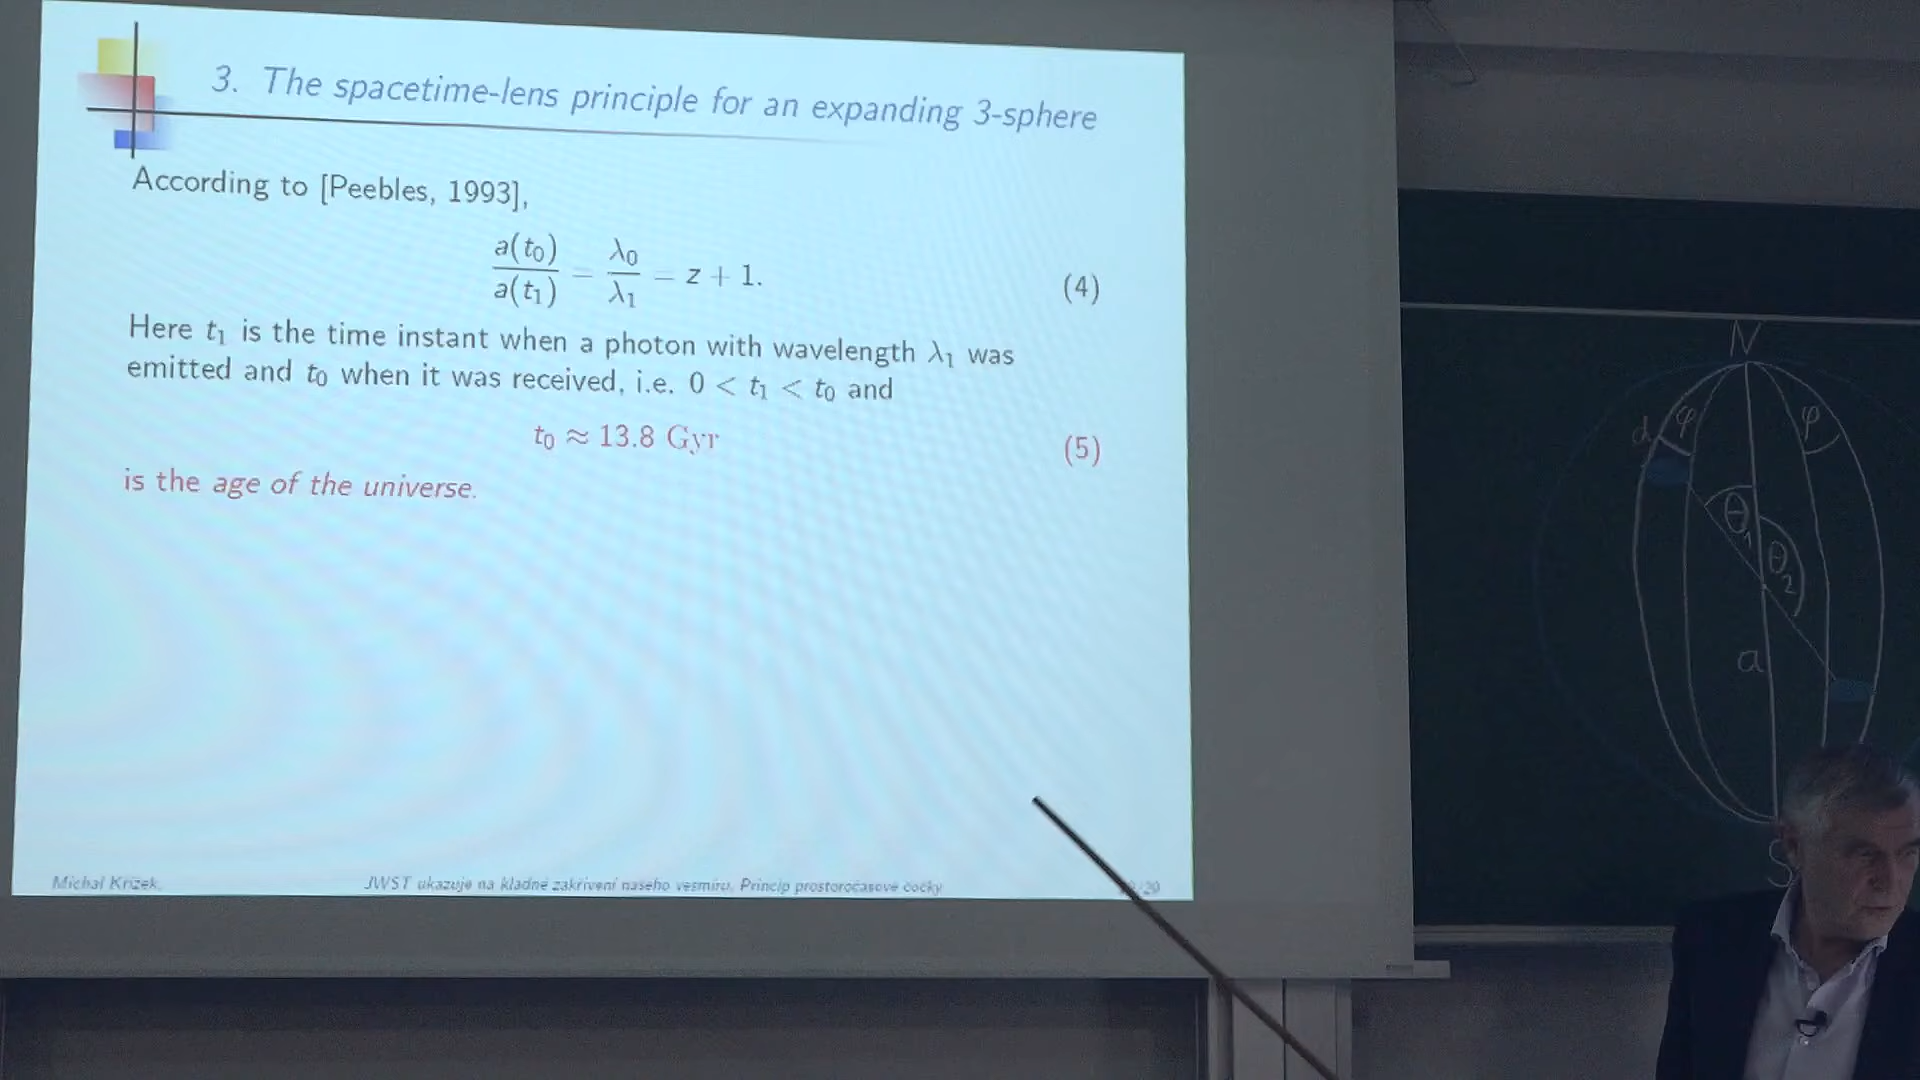 3. The spacetime-lens principle for an expanding 3-sphere
According to [Peebles, 1993],
a(t₀)/a(t₁) = λ₀/λ₁ = z + 1. (4)
Here t₁ is the time instant when a photon with wavelength λ₁ was
emitted and t₀ when it was received, i.e. 0 < t₁ < t₀ and
t₀ ≈ 13.8 Gyr (5)
is the age of the universe.
Michal Křížek, JWST ukazuje na kladné zakřivení našeho vesmíru, Princip prostoročasové čočky /20
N
d φ φ
θ₁
θ₂
a
S